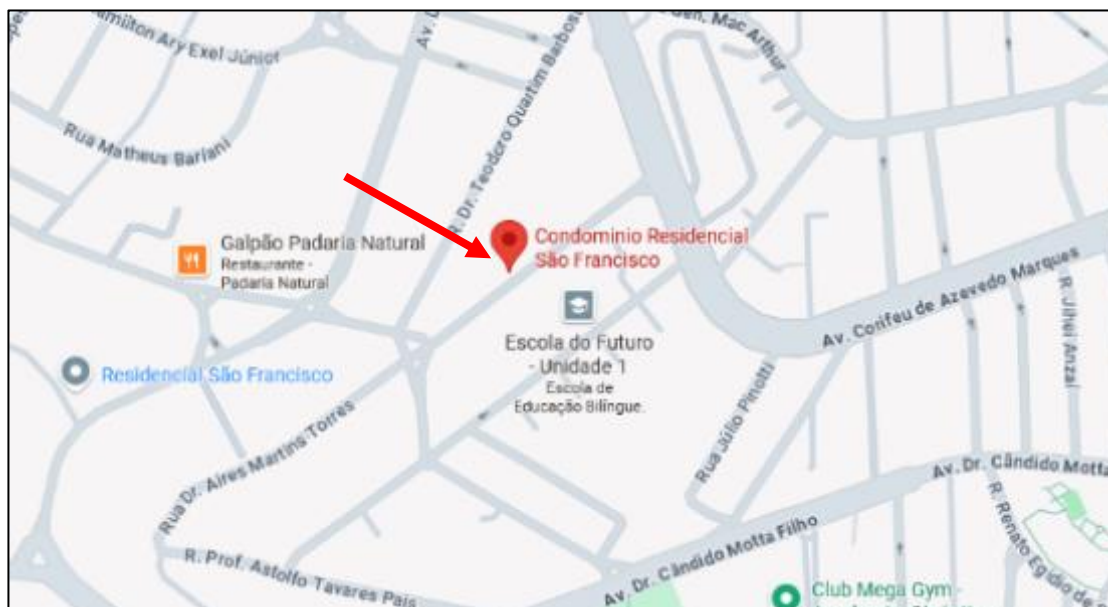 Hamilton Ary Exel Júnior
Av.
R. Dr. Teodoro Quartim Barbosa
Gen. Mac Arthur
Rua Matheus Bariani
Galpão Padaria Natural
Restaurante -
Padaria Natural
Condominio Residencial
São Francisco
Av. Corifeu de Azevedo Marques
R. Jihei Anzai
Escola do Futuro
- Unidade 1
Escola de
Educação Bilíngue.
Residencial São Francisco
Rua Júlio Pinotti
Rua Dr. Aires Martins Torres
Av. Dr. Cândido Motta
R. Renato Egídio de
R. Prof. Astolfo Tavares Pais
Av. Dr. Cândido Motta Filho
Club Mega Gym -